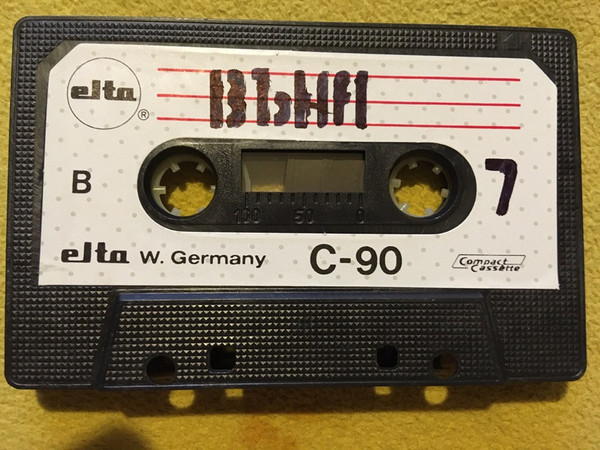 elta ®
B
100 50 0
7
elta W. Germany C-90 Compact Cassette